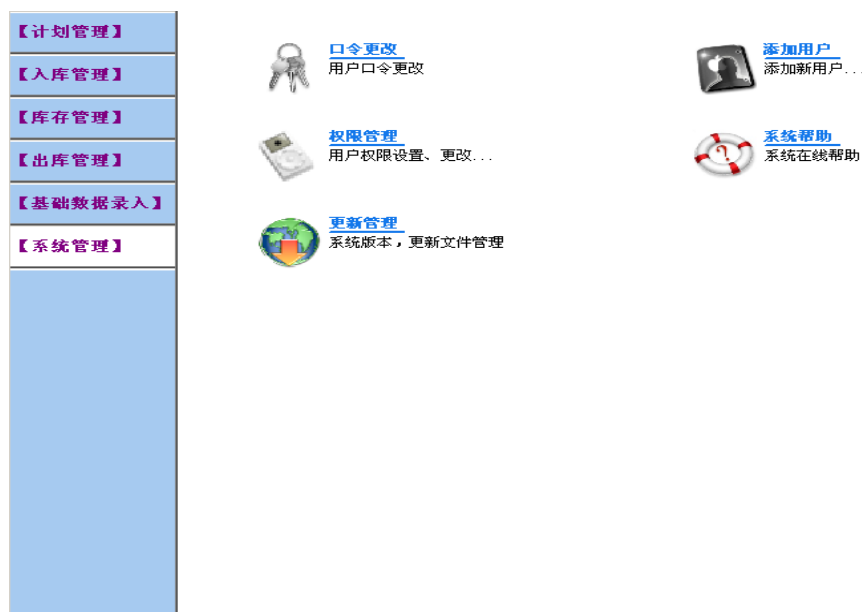 【计划管理】
【入库管理】
【库存管理】
【出库管理】
【基础数据录入】
【系统管理】
口令更改
用户口令更改
添加用户
添加新用户...
权限管理
用户权限设置、更改...
系统帮助
系统在线帮助
更新管理
系统版本，更新文件管理